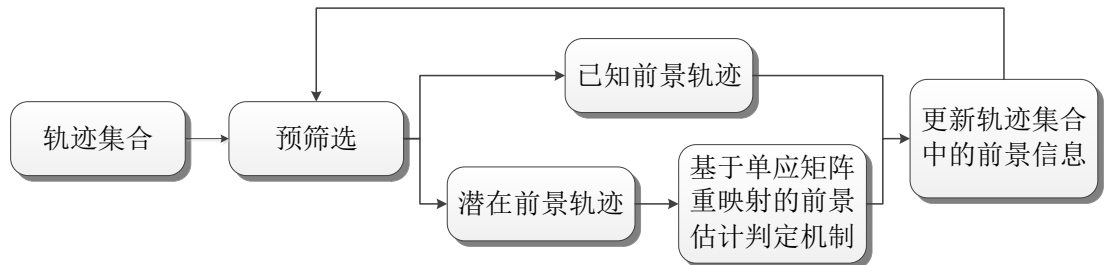 轨迹集合
预筛选
已知前景轨迹
潜在前景轨迹
基于单应矩阵
重映射的前景
估计判定机制
更新轨迹集合
中的前景信息